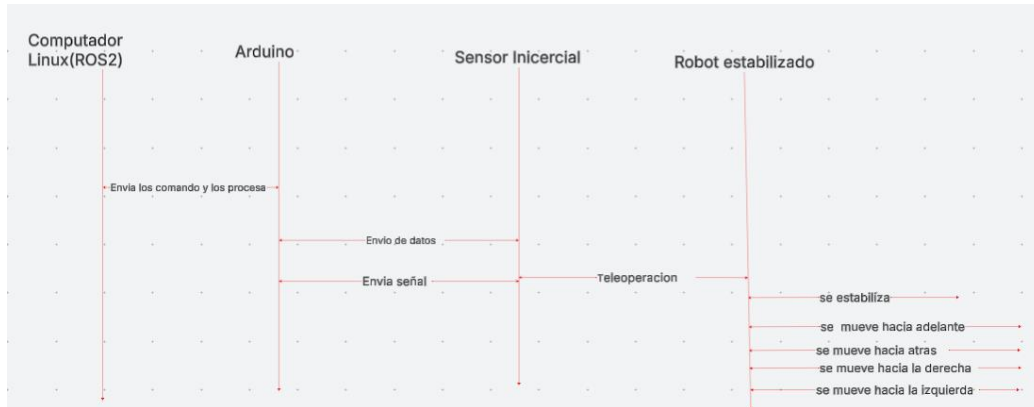 Computador
Linux(ROS2)
Arduino
Sensor Inicercial
Robot estabilizado
Envia los comando y los procesa
Envio de datos
Envia señal
Teleoperacion
se estabiliza
se mueve hacia adelante
se mueve hacia atras
se mueve hacia la derecha
se mueve hacia la izquierda